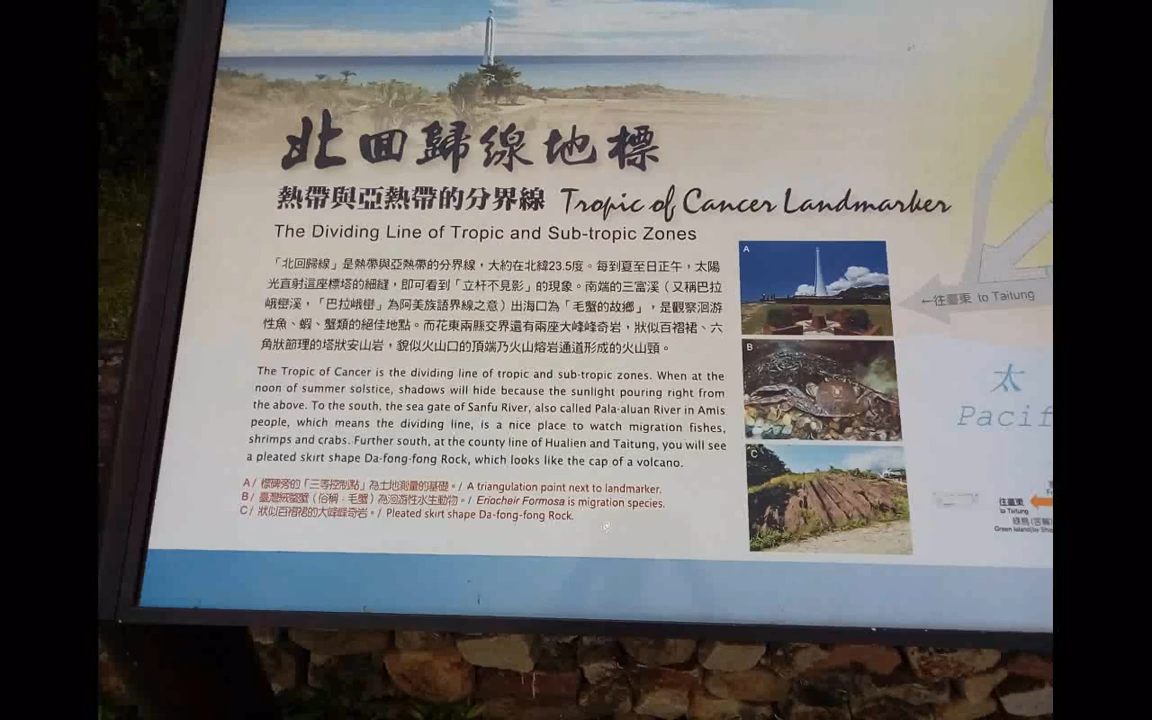 北回歸線地標
熱帶與亞熱帶的分界線 Tropic of Cancer Landmarker
The Dividing Line of Tropic and Sub-tropic Zones
「北回歸線」是熱帶與亞熱帶的分界線，大約在北緯23.5度。每到夏至日正午，太陽
光直射這座標塔的細縫，即可看到「立杆不見影」的現象。南端的三富溪（又稱巴拉
峨巒溪，「巴拉峨巒」為阿美族語界線之意）出海口為「毛蟹的故鄉」，是觀察洄游
性魚、蝦、蟹類的絕佳地點。而花東兩縣交界還有兩座大峰峰奇岩，狀似百褶裙、六
角狀節理的塔狀安山岩，貌似火山口的頂端乃火山熔岩通道形成的火山頸。
The Tropic of Cancer is the dividing line of tropic and sub-tropic zones. When at the
noon of summer solstice, shadows will hide because the sunlight pouring right from
the above. To the south, the sea gate of Sanfu River, also called Pala-aluan River in Amis
people, which means the dividing line, is a nice place to watch migration fishes,
shrimps and crabs. Further south, at the county line of Hualien and Taitung, you will see
a pleated skirt shape Da-fong-fong Rock, which looks like the cap of a volcano.
A / 標碑旁的「三等控制點」為土地測量的基礎。/ A triangulation point next to landmarker.
B / 臺灣絨螯蟹（俗稱：毛蟹）為洄游性水生動物。/ Eriocheir Formosa is migration species.
C / 狀似百褶裙的大峰峰奇岩。/ Pleated skirt shape Da-fong-fong Rock.
A
B
C
←往臺東 to Taitung
太
Pacif
往臺東
to Taitung
綠島
Green Island